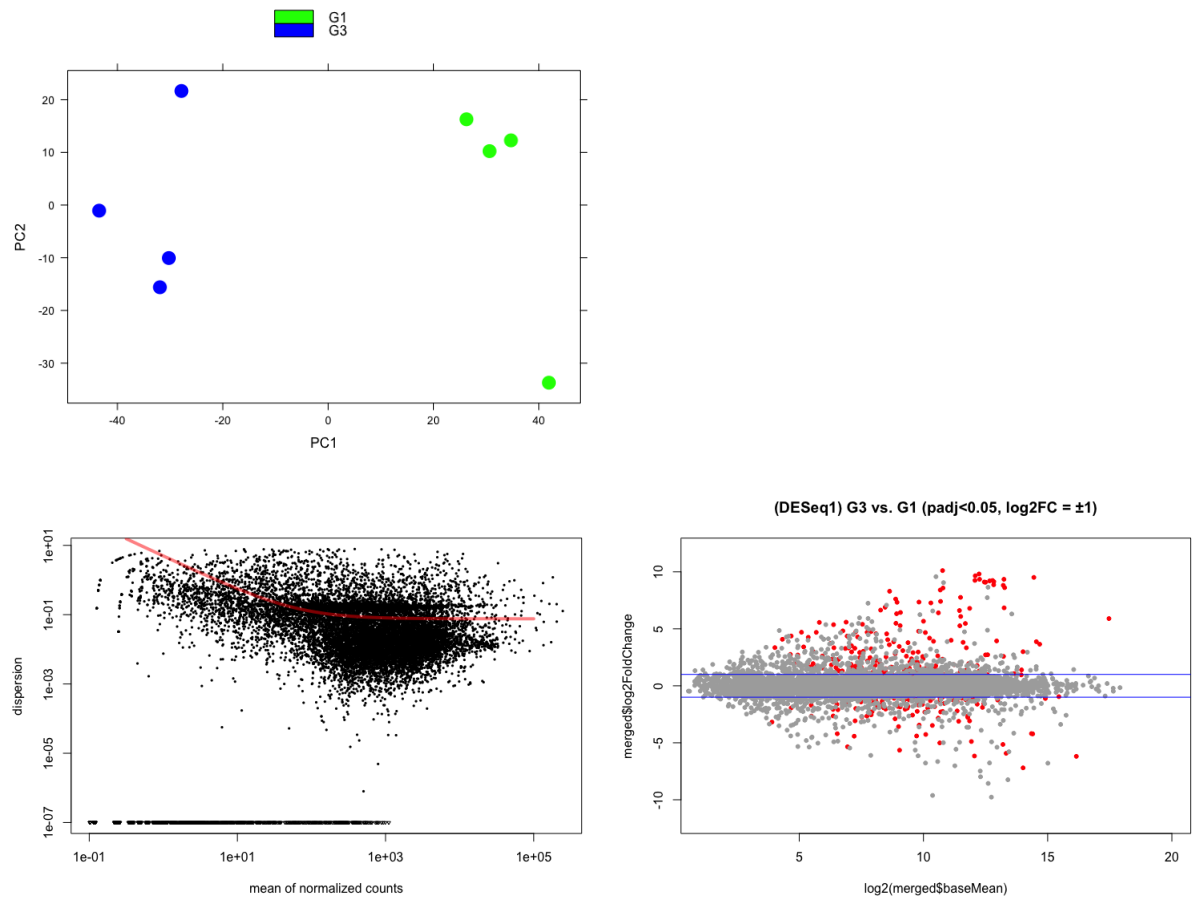 G1
G3
20
10
0
-10
-20
-30
PC2
-40
-20
0
20
40
PC1
1e+01
1e-01
1e-03
1e-05
1e-07
dispersion
1e-01
1e+01
1e+03
1e+05
mean of normalized counts
(DESeq1) G3 vs. G1 (padj<0.05, log2FC = ±1)
10
5
0
-5
-10
merged$log2FoldChange
5
10
15
20
log2(merged$baseMean)